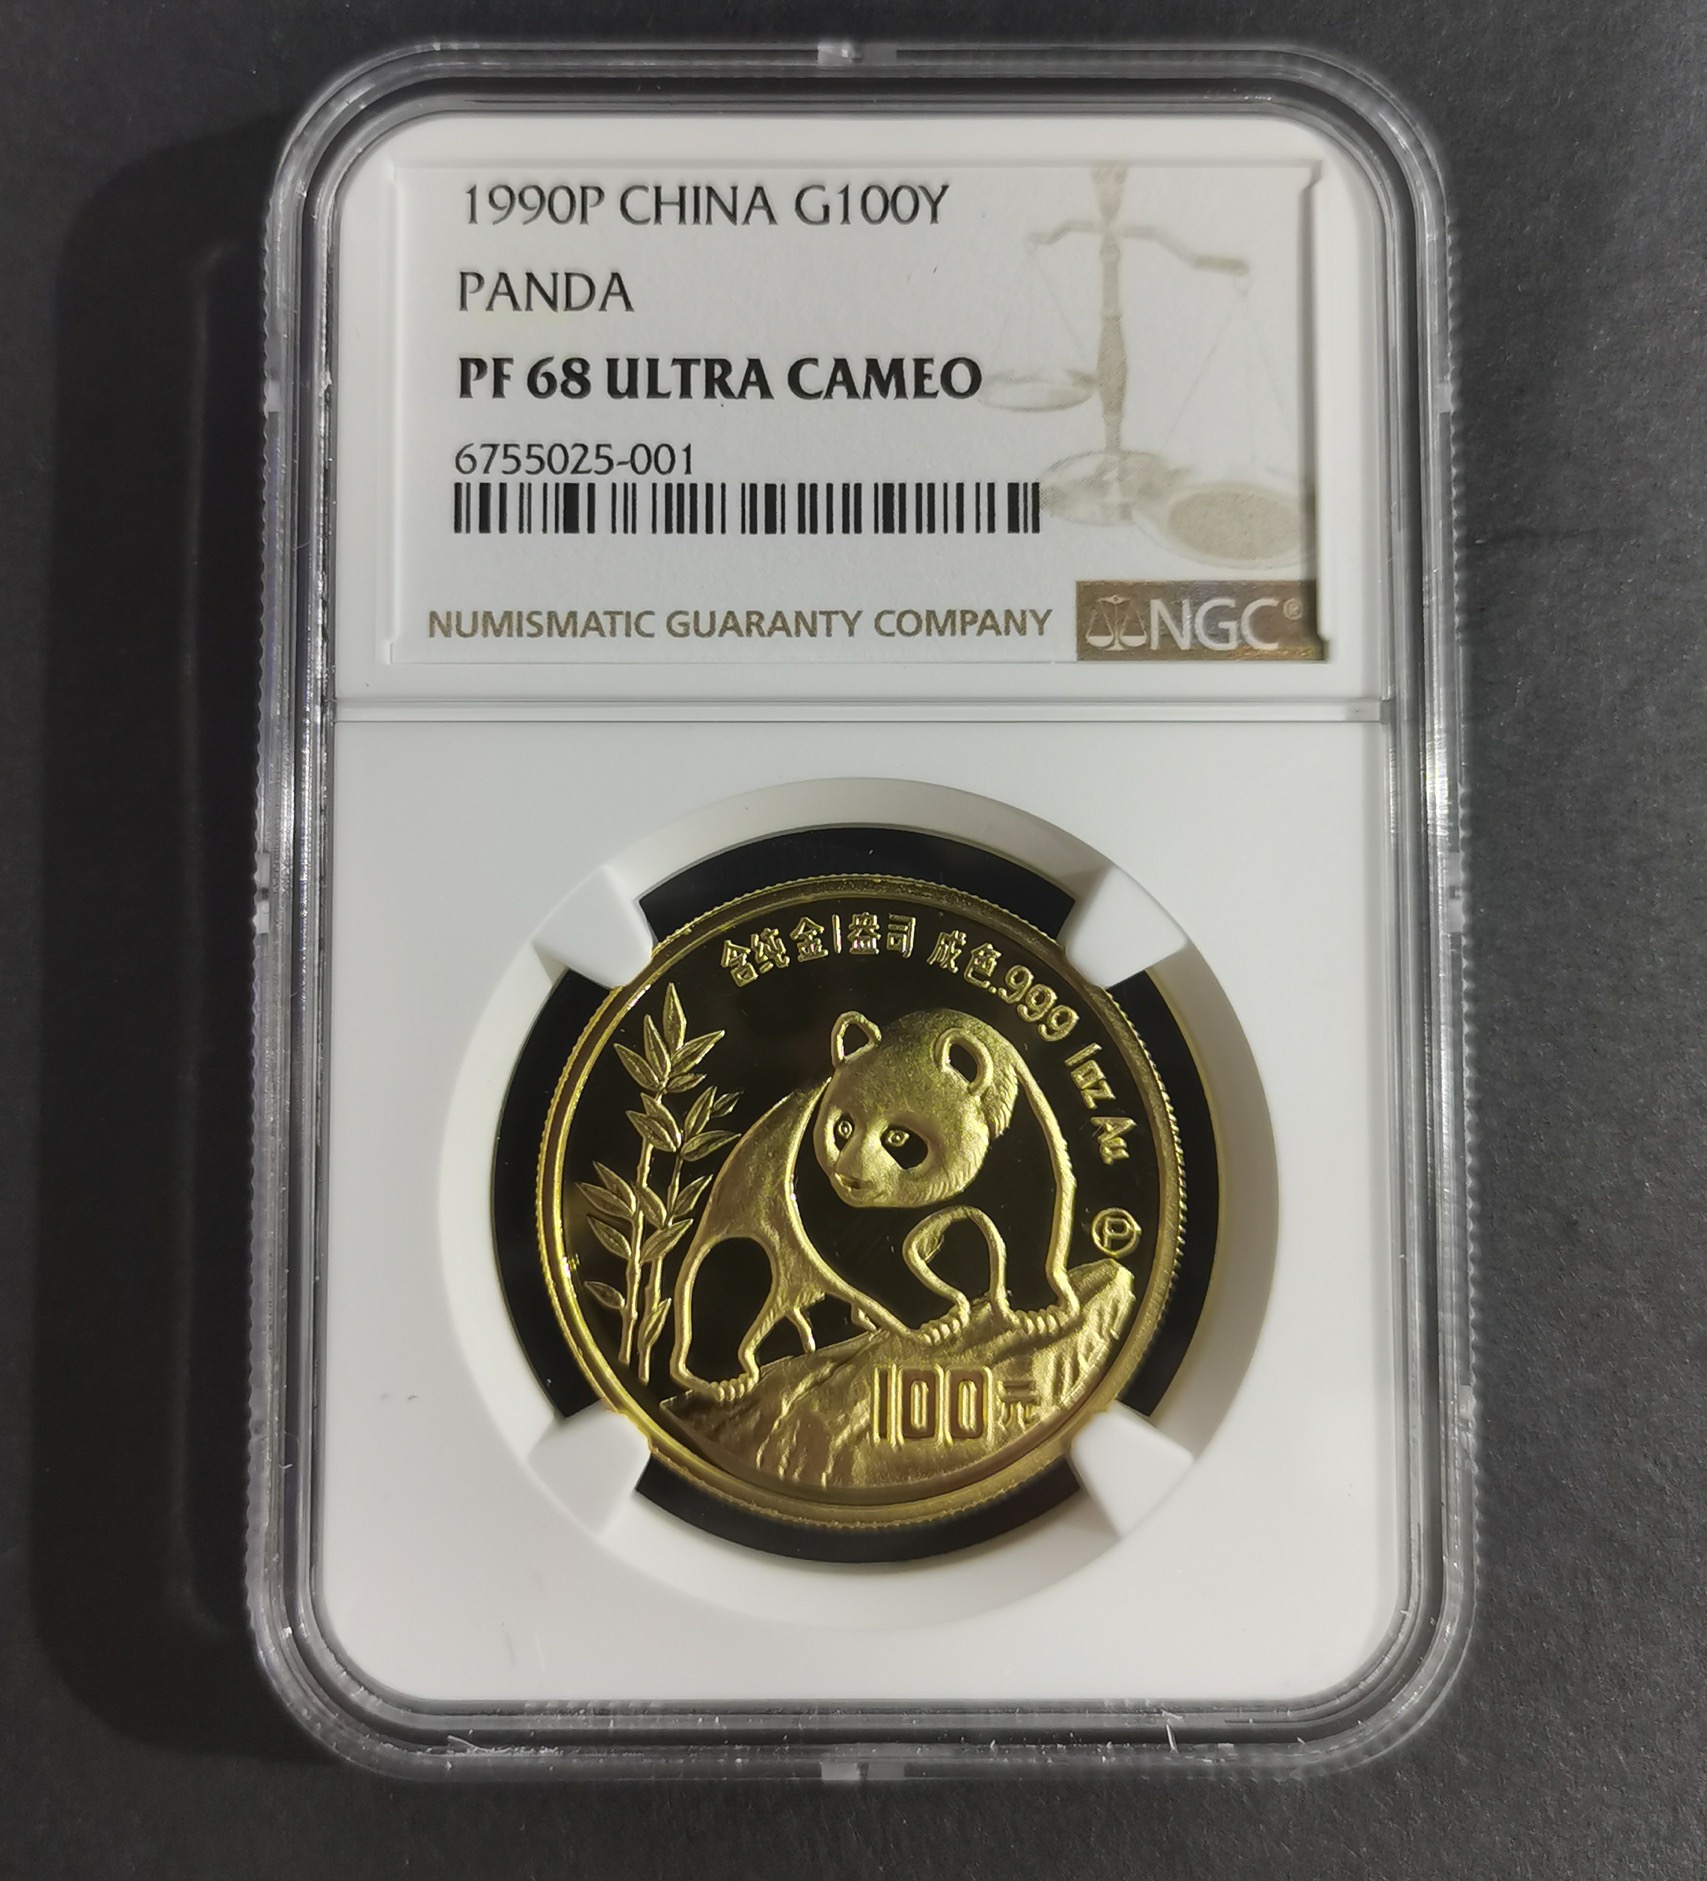 1990P CHINA G100Y
PANDA
PF 68 ULTRA CAMEO
6755025-001
NUMISMATIC GUARANTY COMPANY
NGC®
含纯金1盎司 成色.999 1oz Au
P
100元